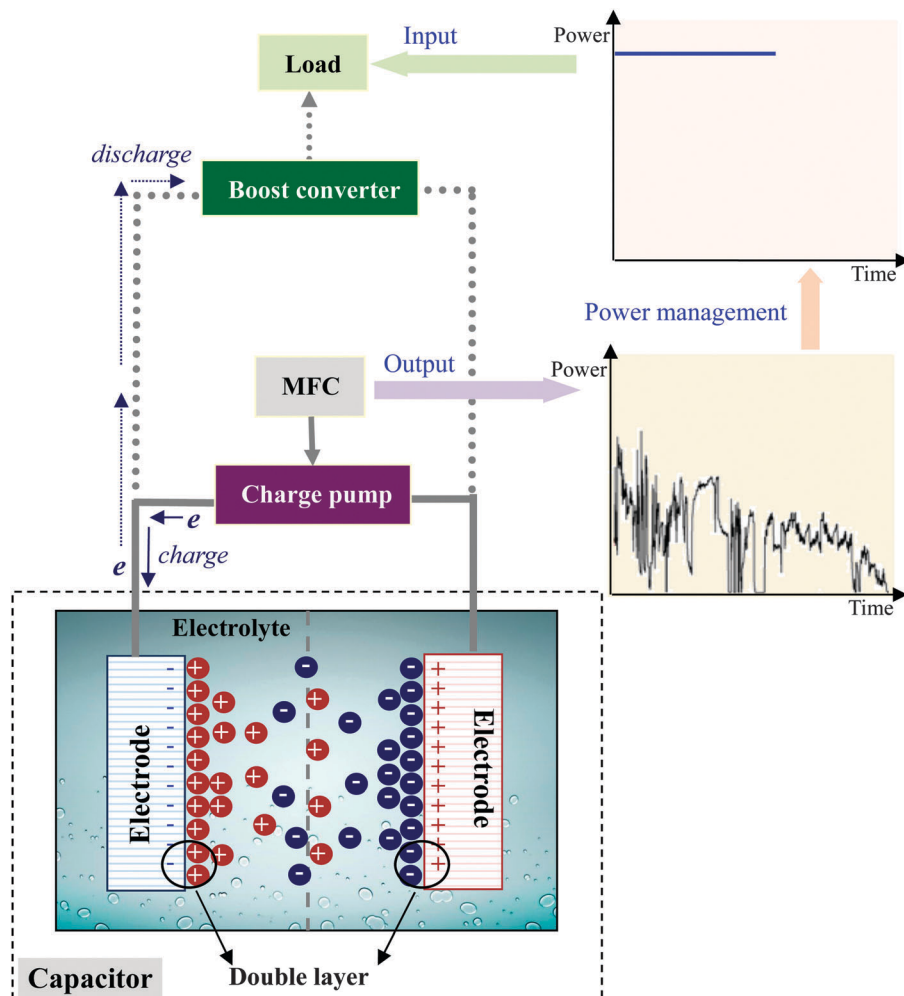 Input
Power
Load
discharge
Boost converter
Time
Power management
Output
Power
MFC
Charge pump
e
charge
e
Time
Electrolyte
- + - + - +
Electrode
Electrode
Double layer
Capacitor